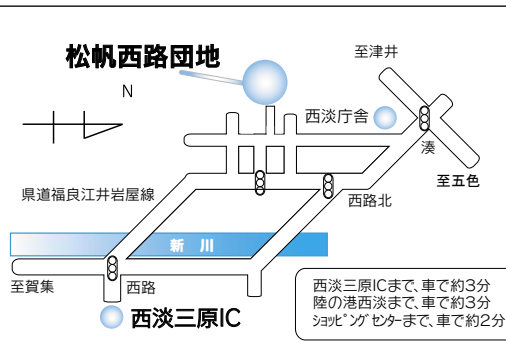 松帆西路団地
至津井
N
西淡庁舎
湊
至五色
県道福良江井岩屋線
西路北
新川
至賀集
西路
西淡三原IC
西淡三原ICまで、車で約3分
陸の港西淡まで、車で約3分
ショッピングセンターまで、車で約2分